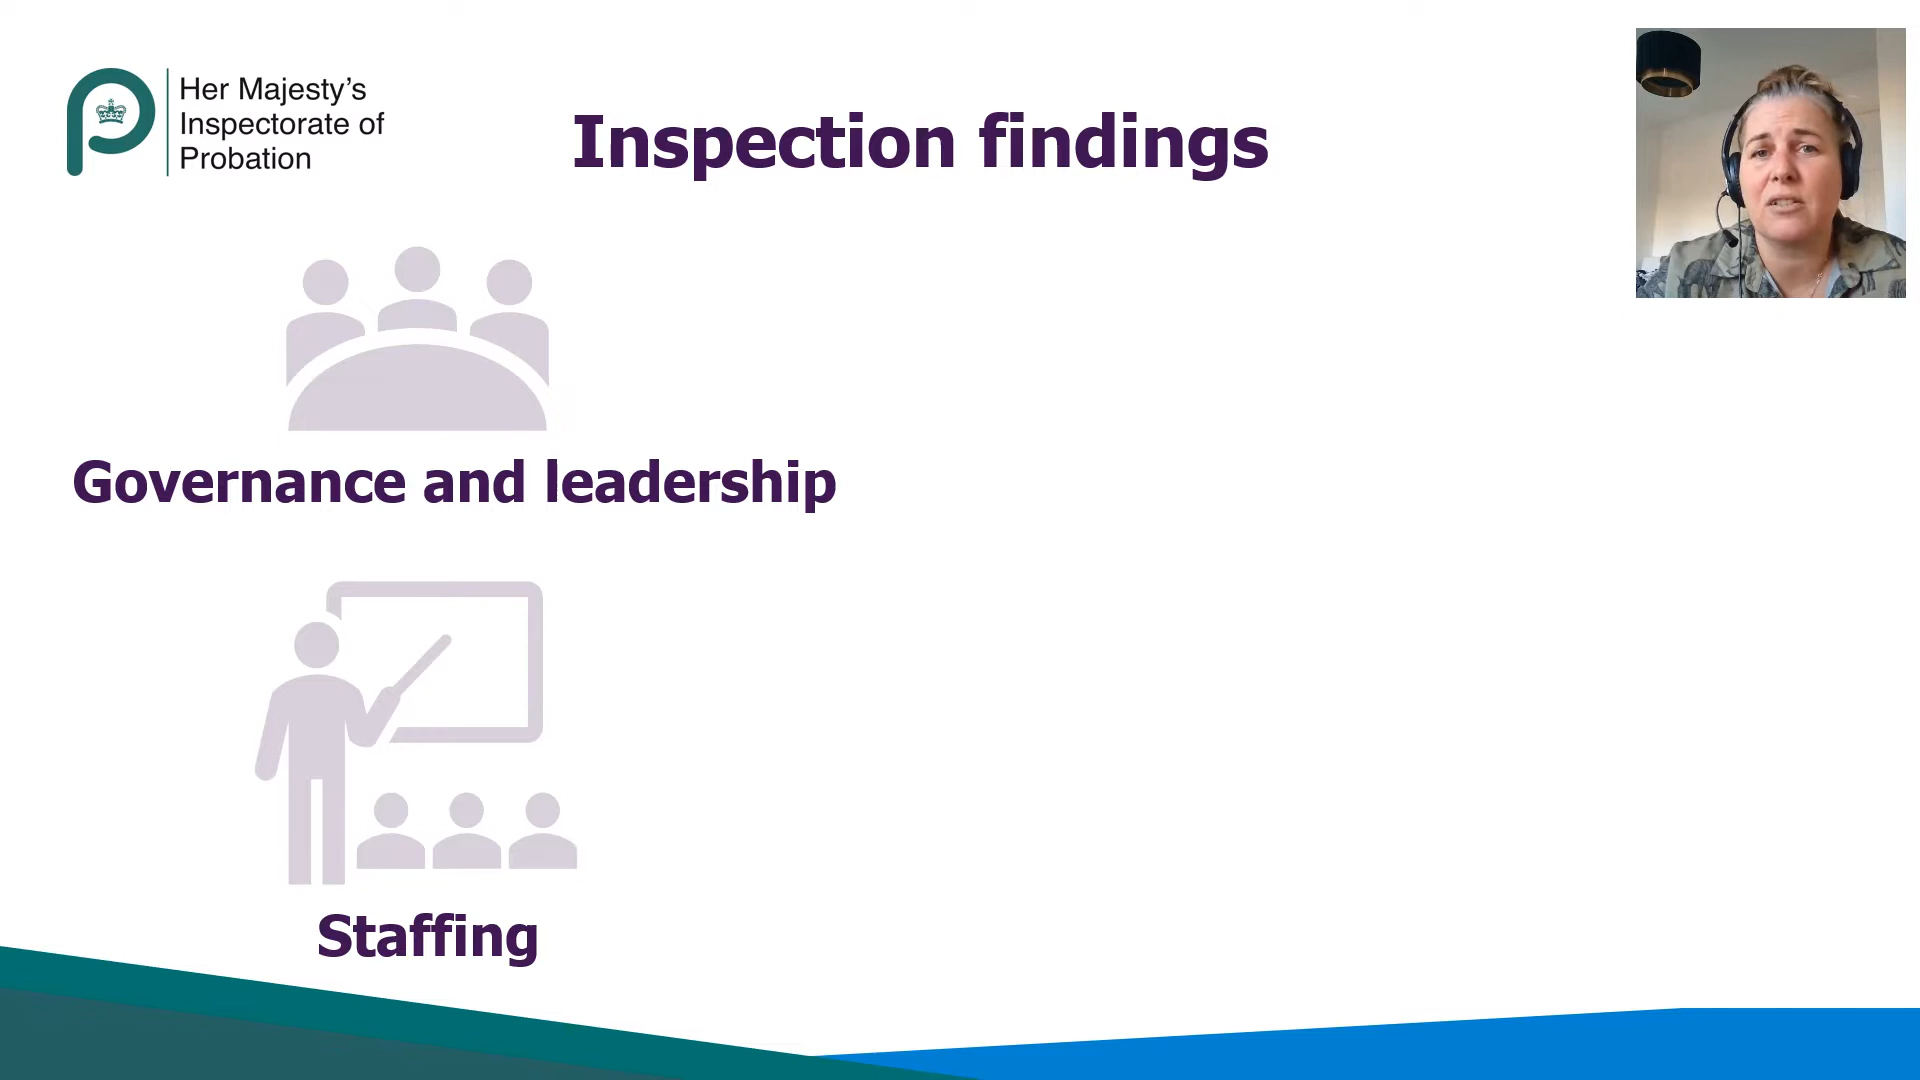 Her Majesty's
Inspectorate of
Probation
Inspection findings
Governance and leadership
Staffing